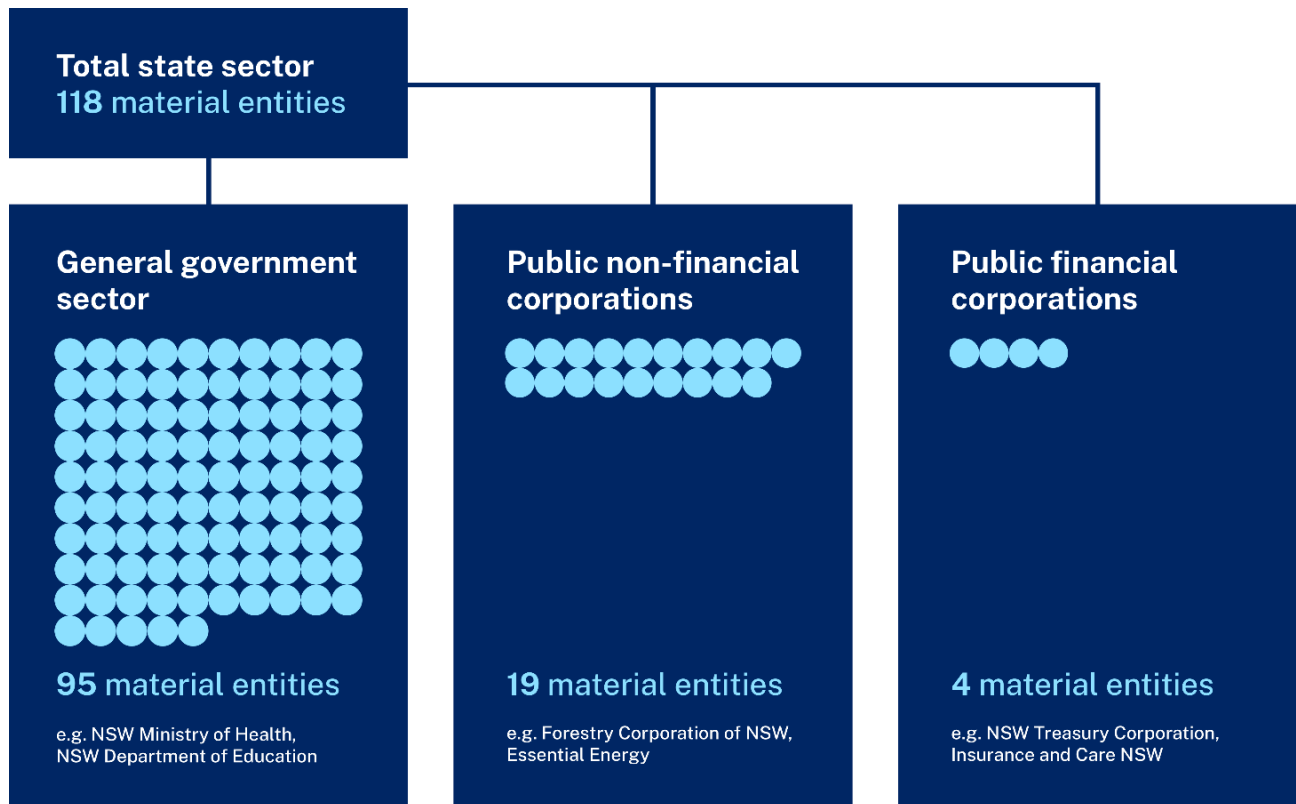 Total state sector
118 material entities
General government
sector
95 material entities
e.g. NSW Ministry of Health,
NSW Department of Education
Public non-financial
corporations
19 material entities
e.g. Forestry Corporation of NSW,
Essential Energy
Public financial
corporations
4 material entities
e.g. NSW Treasury Corporation,
Insurance and Care NSW